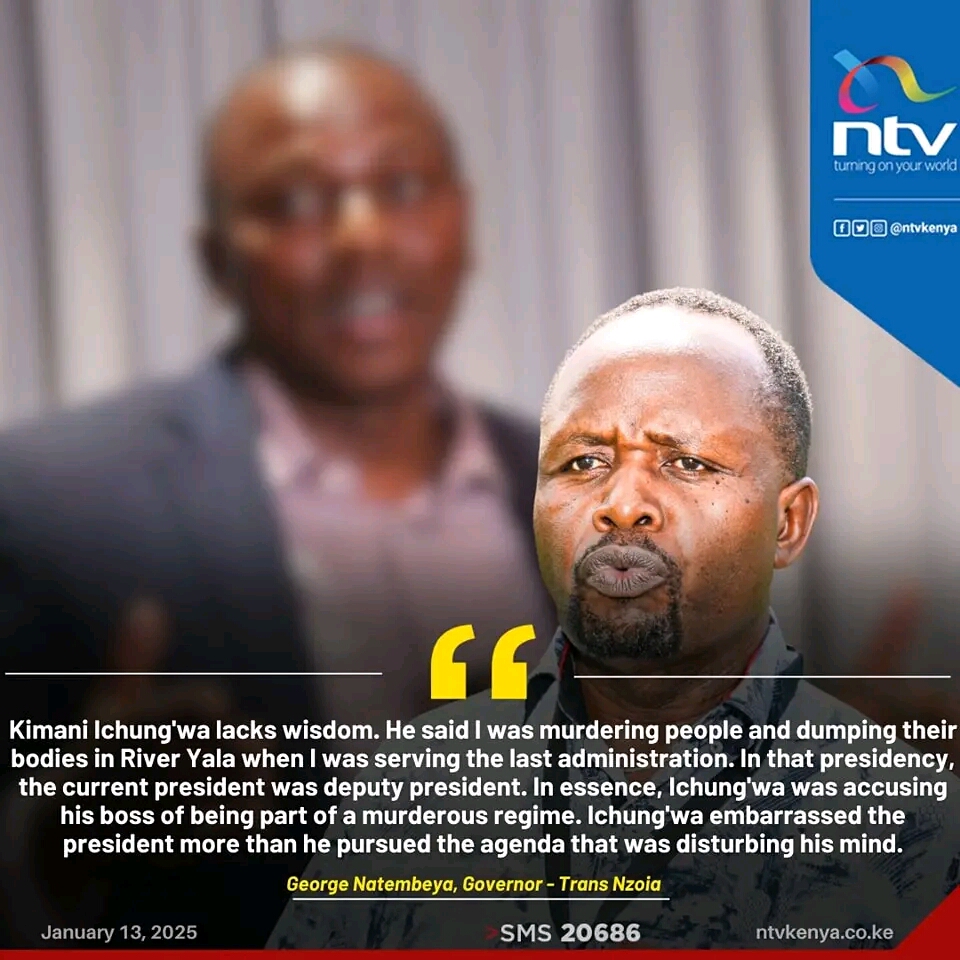 ntv
turning on your world
@ntvkenya
“
Kimani Ichung'wa lacks wisdom. He said I was murdering people and dumping their
bodies in River Yala when I was serving the last administration. In that presidency,
the current president was deputy president. In essence, Ichung'wa was accusing
his boss of being part of a murderous regime. Ichung'wa embarrassed the
president more than he pursued the agenda that was disturbing his mind.
George Natembeya, Governor - Trans Nzoia
January 13, 2025
>SMS 20686
ntvkenya.co.ke